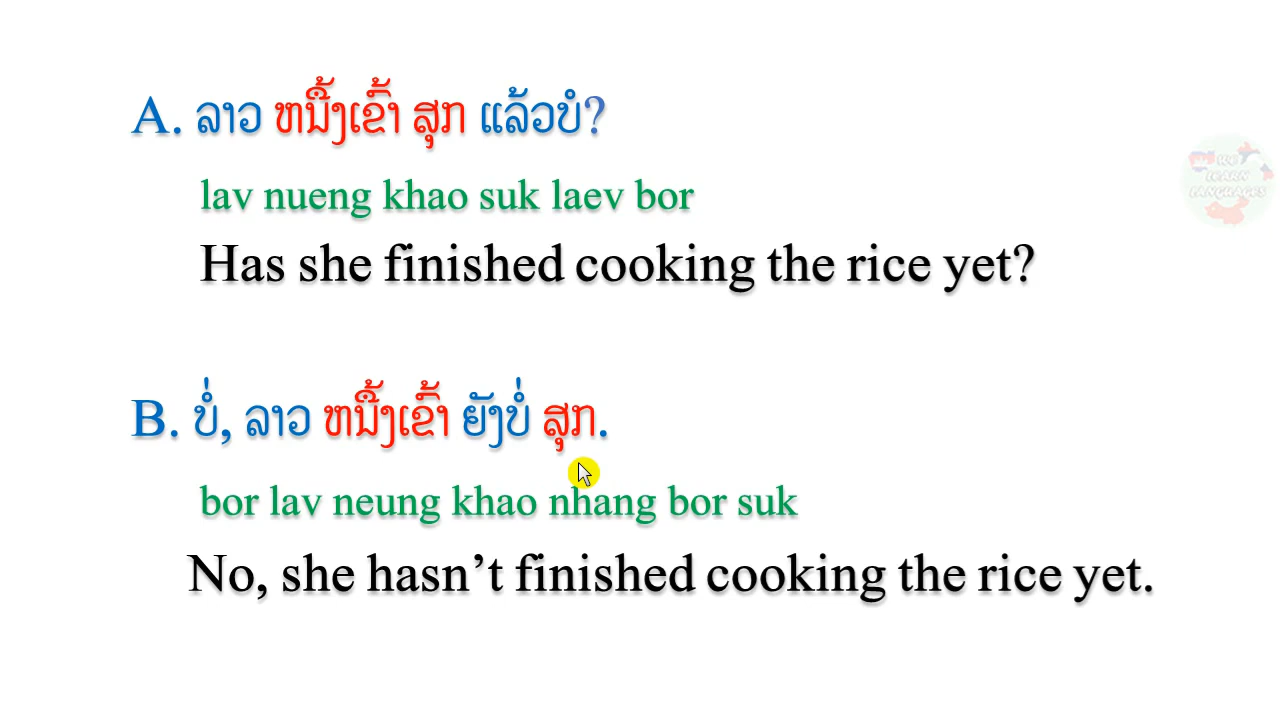 A. ລາວ ຫນຶ້ງເຂົ້າ ສຸກ ແລ້ວບໍ?
lav nueng khao suk laev bor
Has she finished cooking the rice yet?
B. ບໍ່, ລາວ ຫນຶ້ງເຂົ້າ ຍັງບໍ່ ສຸກ.
bor lav neung khao nhang bor suk
No, she hasn’t finished cooking the rice yet.
LEARN
LANGUAGES